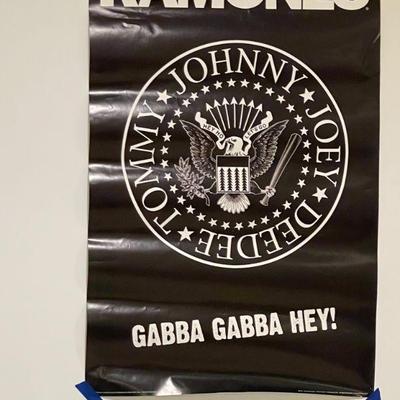 RAMONES
JOHNNY JOEY DEEDEE TOMMY
HEY HO LET'S GO
GABBA GABBA HEY!